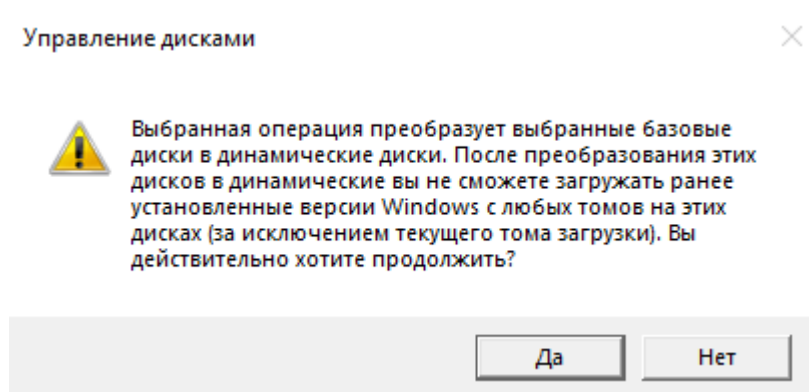 Управление дисками
Выбранная операция преобразует выбранные базовые
диски в динамические диски. После преобразования этих
дисков в динамические вы не сможете загружать ранее
установленные версии Windows с любых томов на этих
дисках (за исключением текущего тома загрузки). Вы
действительно хотите продолжить?
Да
Нет